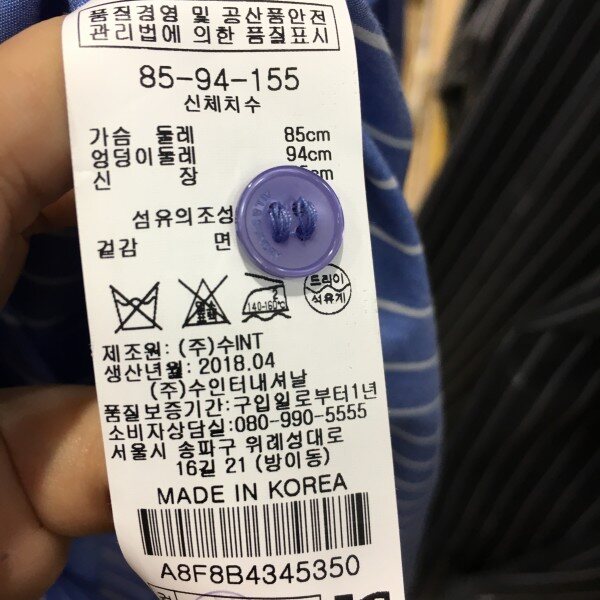 품질경영 및 공산품안전
관리법에 의한 품질표시
85-94-155
신체치수
가슴 둘레 85cm
엉덩이둘레 94cm
신 장
섬유의조성
겉감 면
140-160℃
드라이
석유계
제조원: (주)수INT
생산년월: 2018.04
(주)수인터내셔날
품질보증기간:구입일로부터1년
소비자상담실:080-990-5555
서울시 송파구 위례성대로
16길 21 (방이동)
MADE IN KOREA
A8F8B4345350